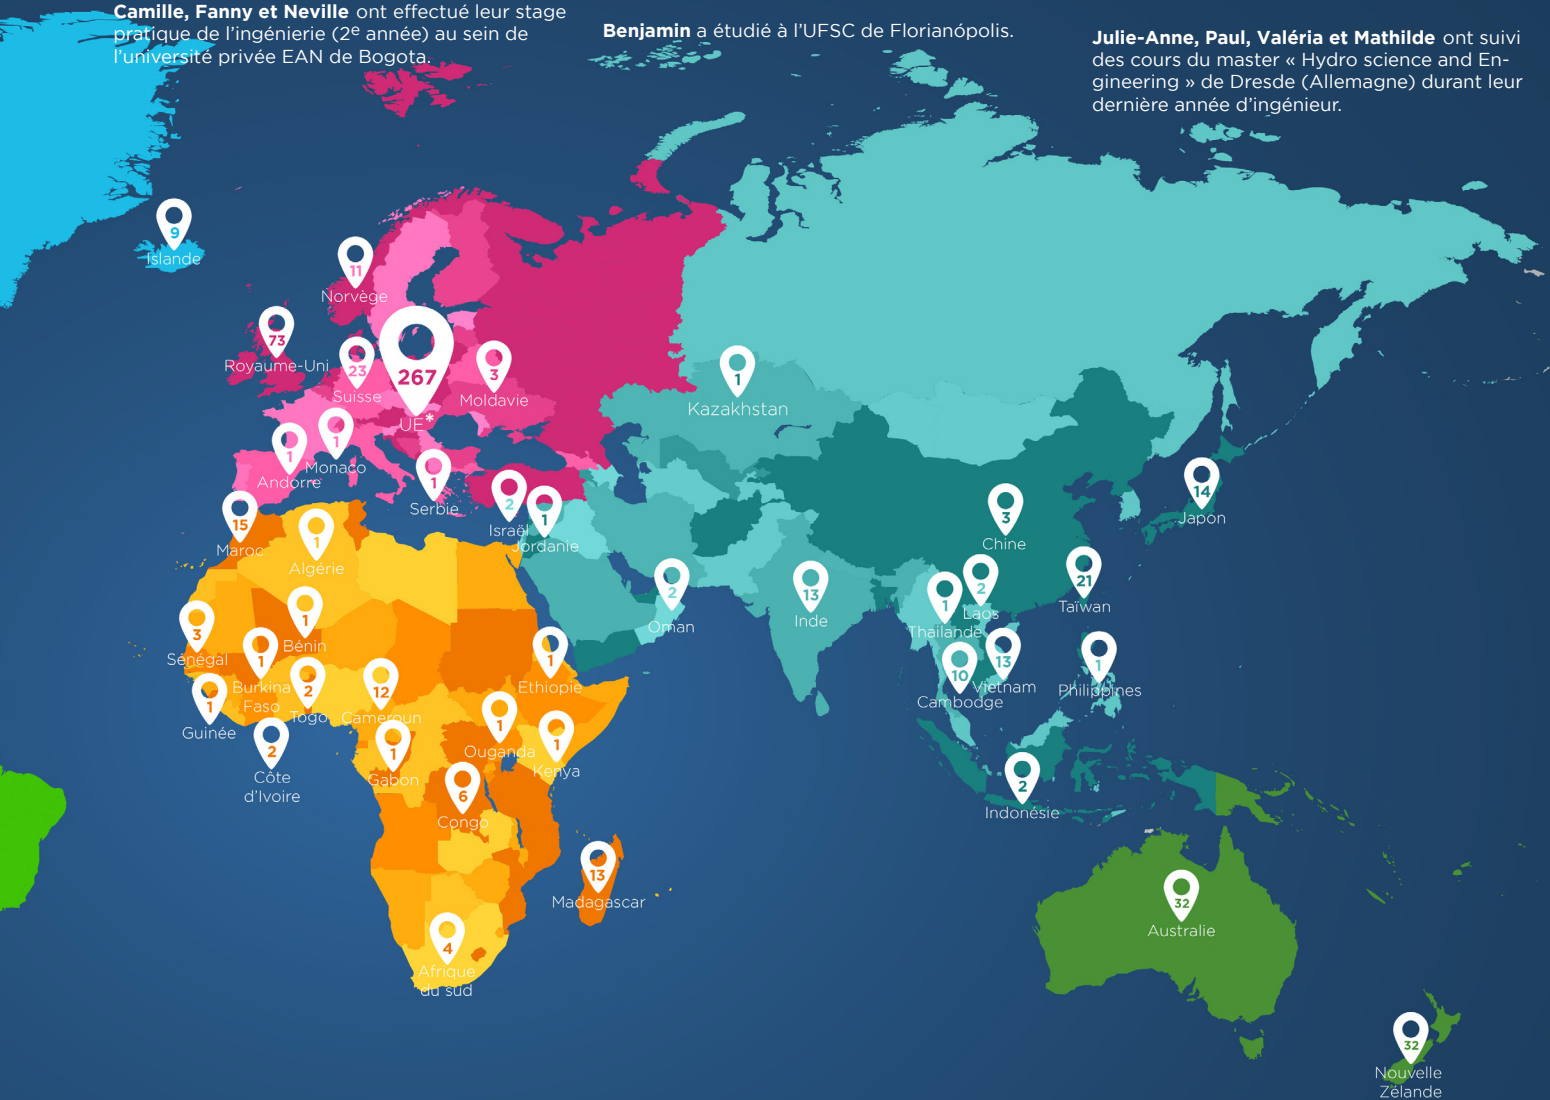 Camille, Fanny et Neville ont effectué leur stage
pratique de l'ingénierie (2e année) au sein de
l'université privée EAN de Bogota.
Benjamin a étudié à l'UFSC de Florianópolis.
Julie-Anne, Paul, Valéria et Mathilde ont suivi
des cours du master « Hydro science and En-
gineering » de Dresde (Allemagne) durant leur
dernière année d'ingénieur.
9
Islande
11
Norvège
73
Royaume-Uni
23
Suisse
267
UE*
3
Moldavie
1
Monaco
1
Andorre
1
Serbie
2
Israël
1
Jordanie
1
Kazakhstan
15
Maroc
1
Algérie
3
Sénégal
1
Bénin
1
Burkina
Faso
1
Guinée
2
Togo
12
Cameroun
2
Côte
d'Ivoire
1
Gabon
1
Ethiopie
1
Ouganda
1
Kenya
6
Congo
13
Madagascar
4
Afrique
du sud
2
Oman
13
Inde
3
Chine
14
Japon
21
Taïwan
2
Laos
1
Thaïlande
13
Vietnam
10
Cambodge
1
Philippines
2
Indonésie
32
Australie
32
Nouvelle
Zélande